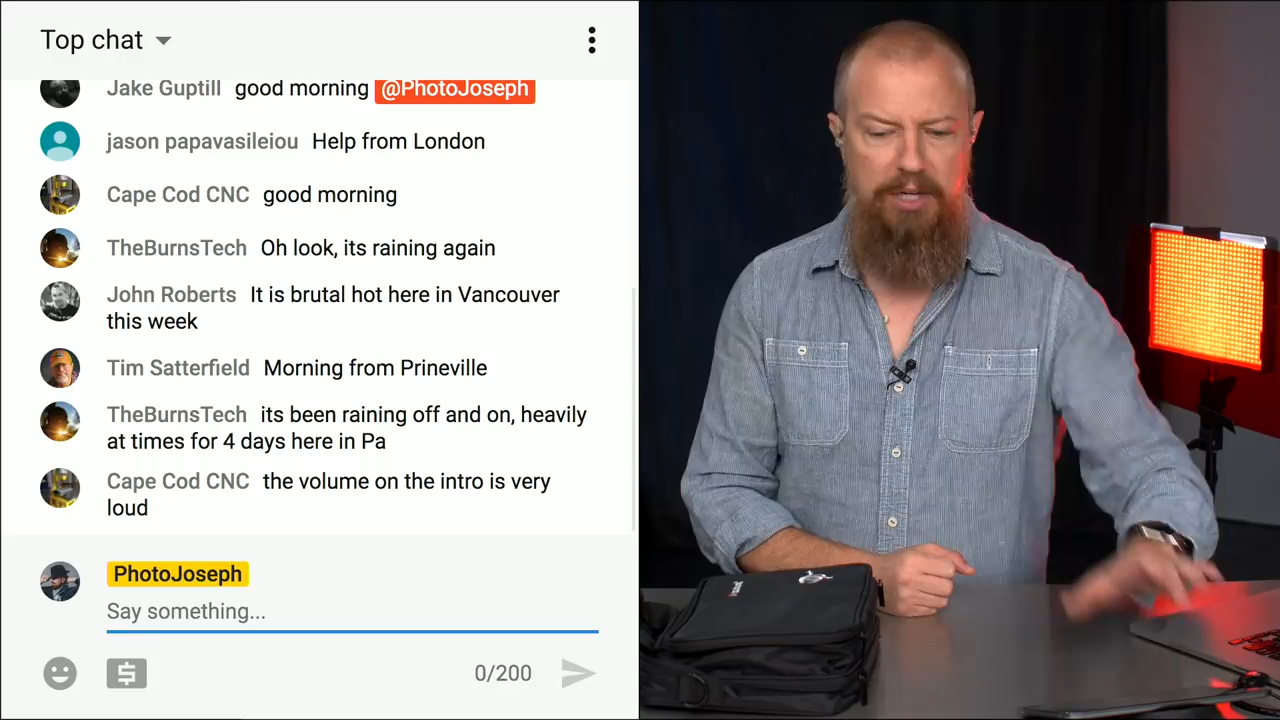 Top chat
Jake Guptill good morning @PhotoJoseph
jason papavasileiou Help from London
Cape Cod CNC good morning
TheBurnsTech Oh look, its raining again
John Roberts It is brutal hot here in Vancouver
this week
Tim Satterfield Morning from Prineville
TheBurnsTech its been raining off and on, heavily
at times for 4 days here in Pa
Cape Cod CNC the volume on the intro is very
loud
PhotoJoseph
Say something...
0/200